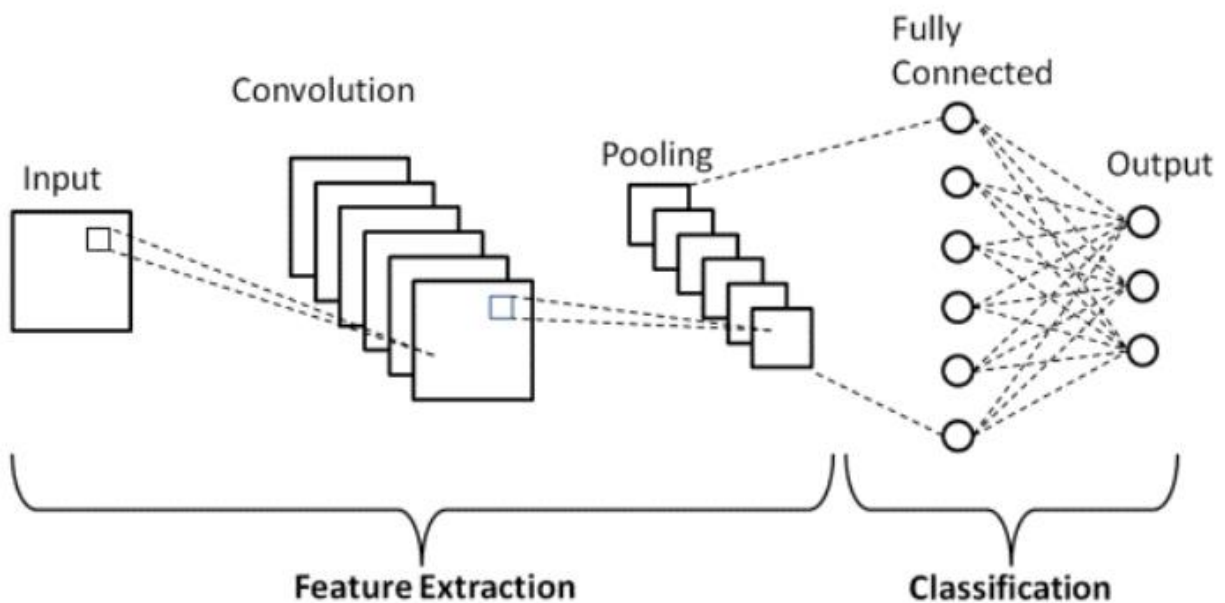 Input
Convolution
Pooling
Fully
Connected
Output
Feature Extraction
Classification